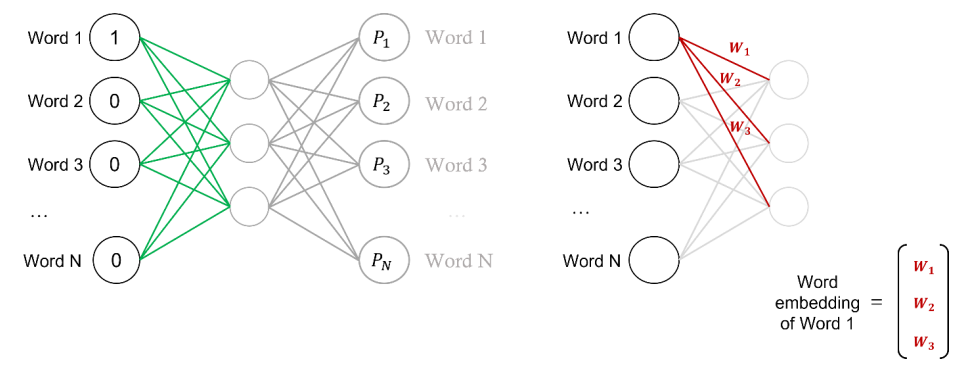 Word 1 1 P1 Word 1
Word 2 0 P2 Word 2
Word 3 0 P3 Word 3
... ...
Word N 0 PN Word N
Word 1 W1
Word 2 W2
Word 3 W3
...
Word N
Word
embedding = W1 W2 W3
of Word 1